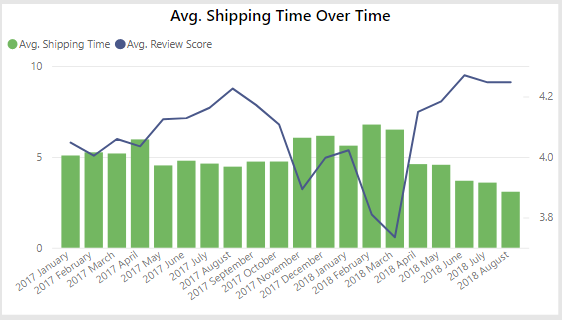 Avg. Shipping Time Over Time
Avg. Shipping Time Avg. Review Score
10
5
0
4.2
4.0
3.8
2017 January
2017 February
2017 March
2017 April
2017 May
2017 June
2017 July
2017 August
2017 September
2017 October
2017 November
2017 December
2018 January
2018 February
2018 March
2018 April
2018 May
2018 June
2018 July
2018 August